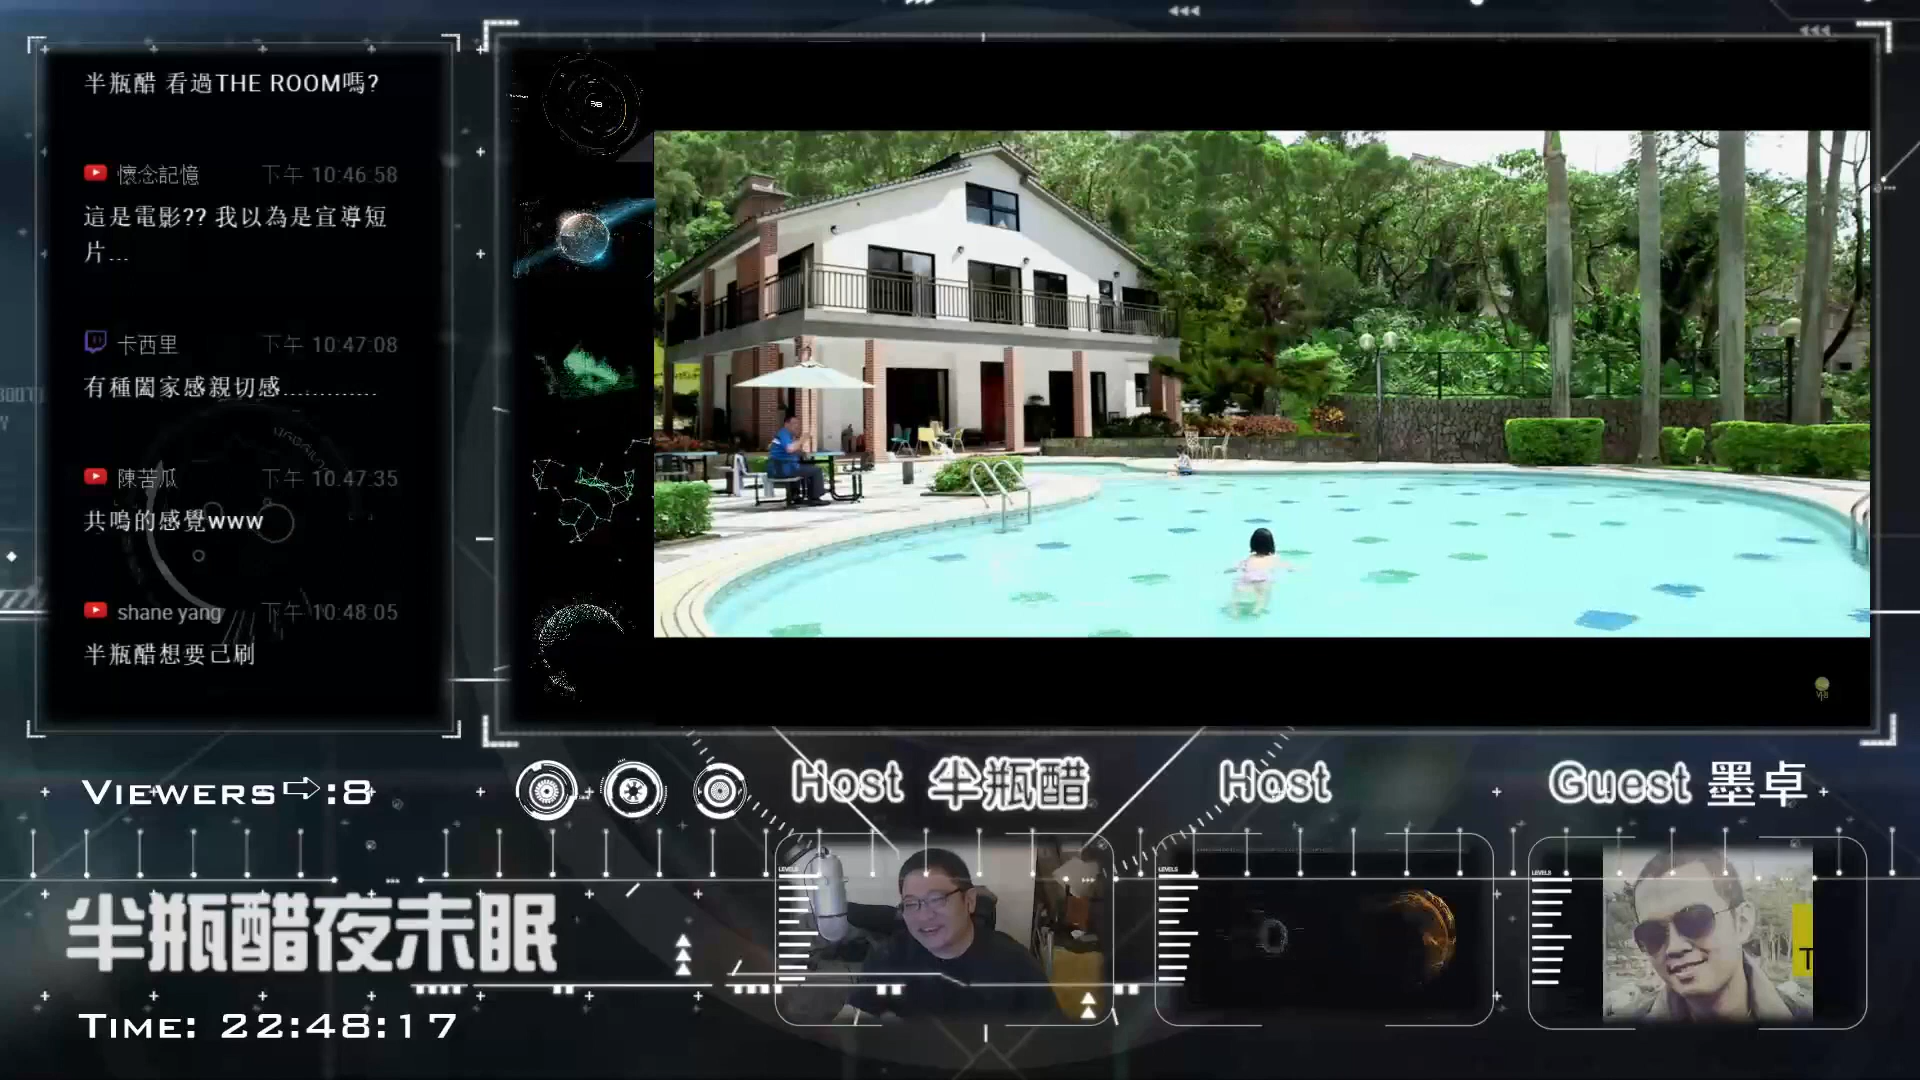 半瓶醋 看過THE ROOM嗎?
懷念記憶 下午 10:46:58
這是電影?? 我以為是宣導短
片...
卡西里 下午 10:47:08
有種闔家感親切感.............
陳苦瓜 下午 10:47:35
共鳴的感覺www
shane yang 下午 10:48:05
半瓶醋想要己刷
VIEWERS⇨:8
Host 半瓶醋
Host
Guest 墨卓
LEVELS
LEVELS
LEVELS
T
半瓶醋夜未眠
TIME: 22:48:17